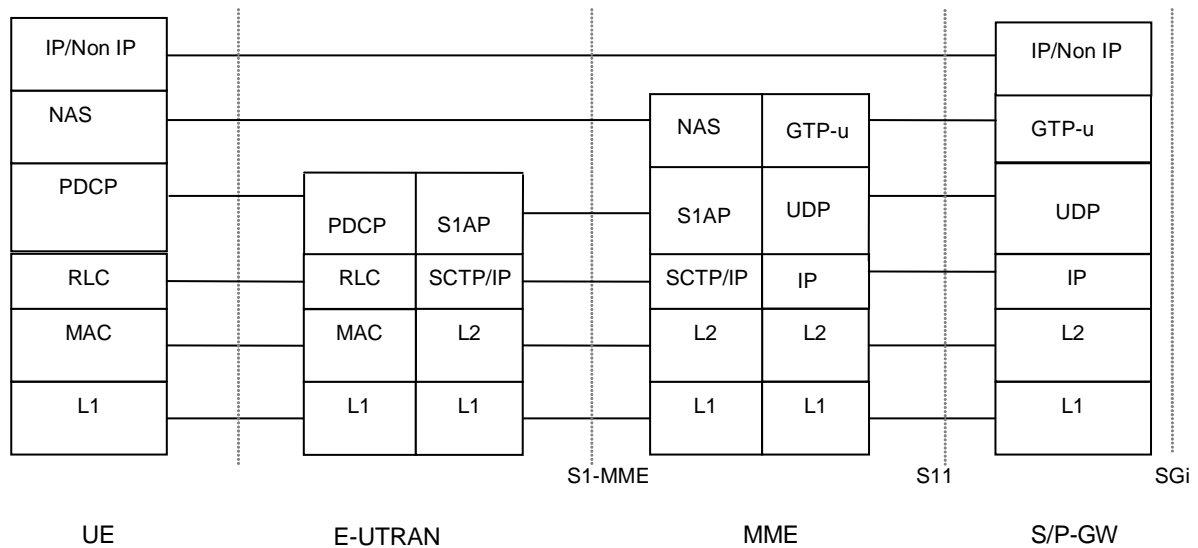 IP/Non IP
IP/Non IP
NAS
NAS
GTP-u
GTP-u
PDCP
PDCP
S1AP
S1AP
UDP
UDP
RLC
RLC
SCTP/IP
SCTP/IP
IP
IP
MAC
MAC
L2
L2
L2
L2
L1
L1
L1
L1
L1
L1
S1-MME
S11
SGi
UE
E-UTRAN
MME
S/P-GW